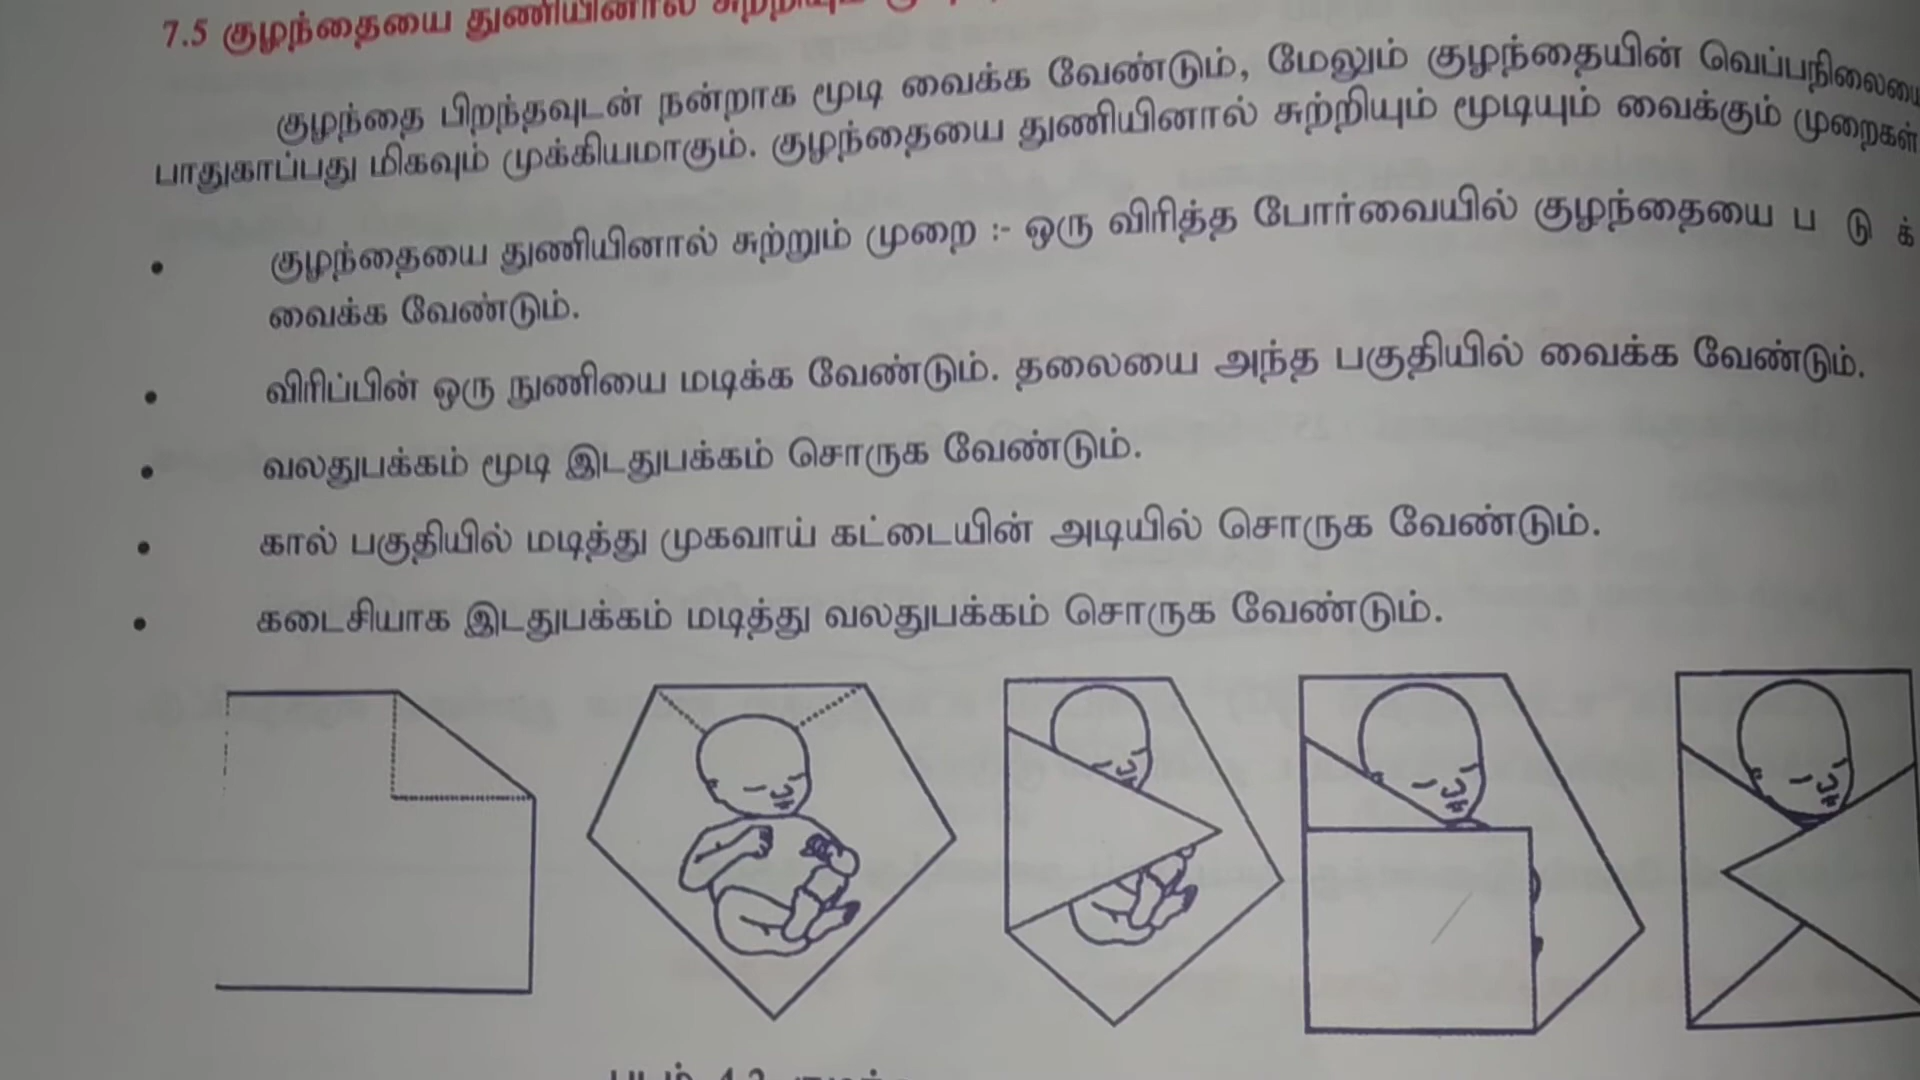 7.5 குழந்தையை துணியினால் சுற்றியும்
குழந்தை பிறந்தவுடன் நன்றாக மூடி வைக்க வேண்டும், மேலும் குழந்தையின் வெப்பநிலையை
பாதுகாப்பது மிகவும் முக்கியமாகும். குழந்தையை துணியினால் சுற்றியும் மூடியும் வைக்கும் முறைகள்
• குழந்தையை துணியினால் சுற்றும் முறை :- ஒரு விரித்த போர்வையில் குழந்தையை ப டு க்
வைக்க வேண்டும்.
• விரிப்பின் ஒரு நுணியை மடிக்க வேண்டும். தலையை அந்த பகுதியில் வைக்க வேண்டும்.
• வலதுபக்கம் மூடி இடதுபக்கம் சொருக வேண்டும்.
• கால் பகுதியில் மடித்து முகவாய் கட்டையின் அடியில் சொருக வேண்டும்.
• கடைசியாக இடதுபக்கம் மடித்து வலதுபக்கம் சொருக வேண்டும்.